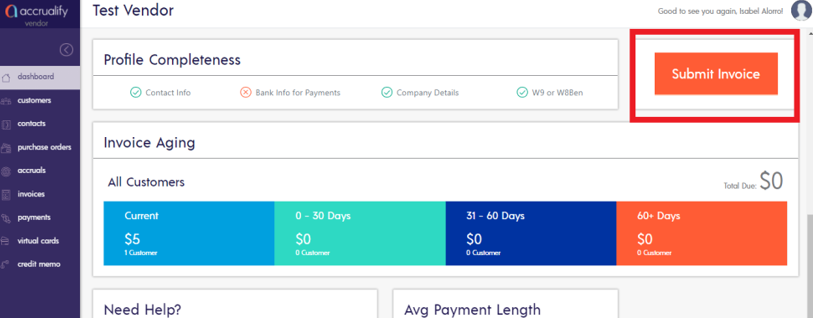 accrualify
vendor
Test Vendor
Good to see you again, Isabel Alorro!
dashboard
customers
contacts
purchase orders
accruals
invoices
payments
virtual cards
credit memo
Profile Completeness
Contact Info
Bank Info for Payments
Company Details
W9 or W8Ben
Submit Invoice
Invoice Aging
All Customers
Total Due: $0
Current
$5
1 Customer
0 - 30 Days
$0
0 Customer
31 - 60 Days
$0
0 Customer
60+ Days
$0
0 Customer
Need Help?
Avg Payment Length